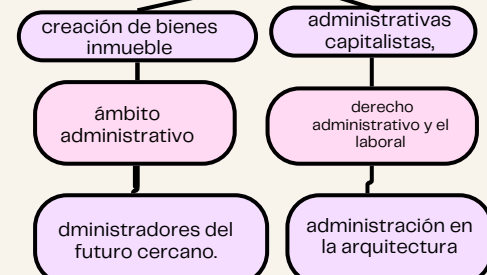 creación de bienes
inmueble
administrativas
capitalistas,
ámbito
administrativo
derecho
administrativo y el
laboral
dministradores del
futuro cercano.
administración en
la arquitectura